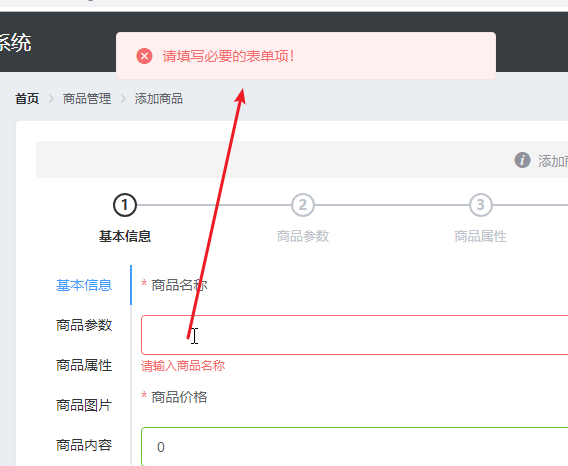 系统
请填写必要的表单项!
首页 > 商品管理 > 添加商品
i 添加
1 2 3
基本信息 商品参数 商品属性
基本信息
商品参数
商品属性
商品图片
商品内容
* 商品名称
请输入商品名称
* 商品价格
0